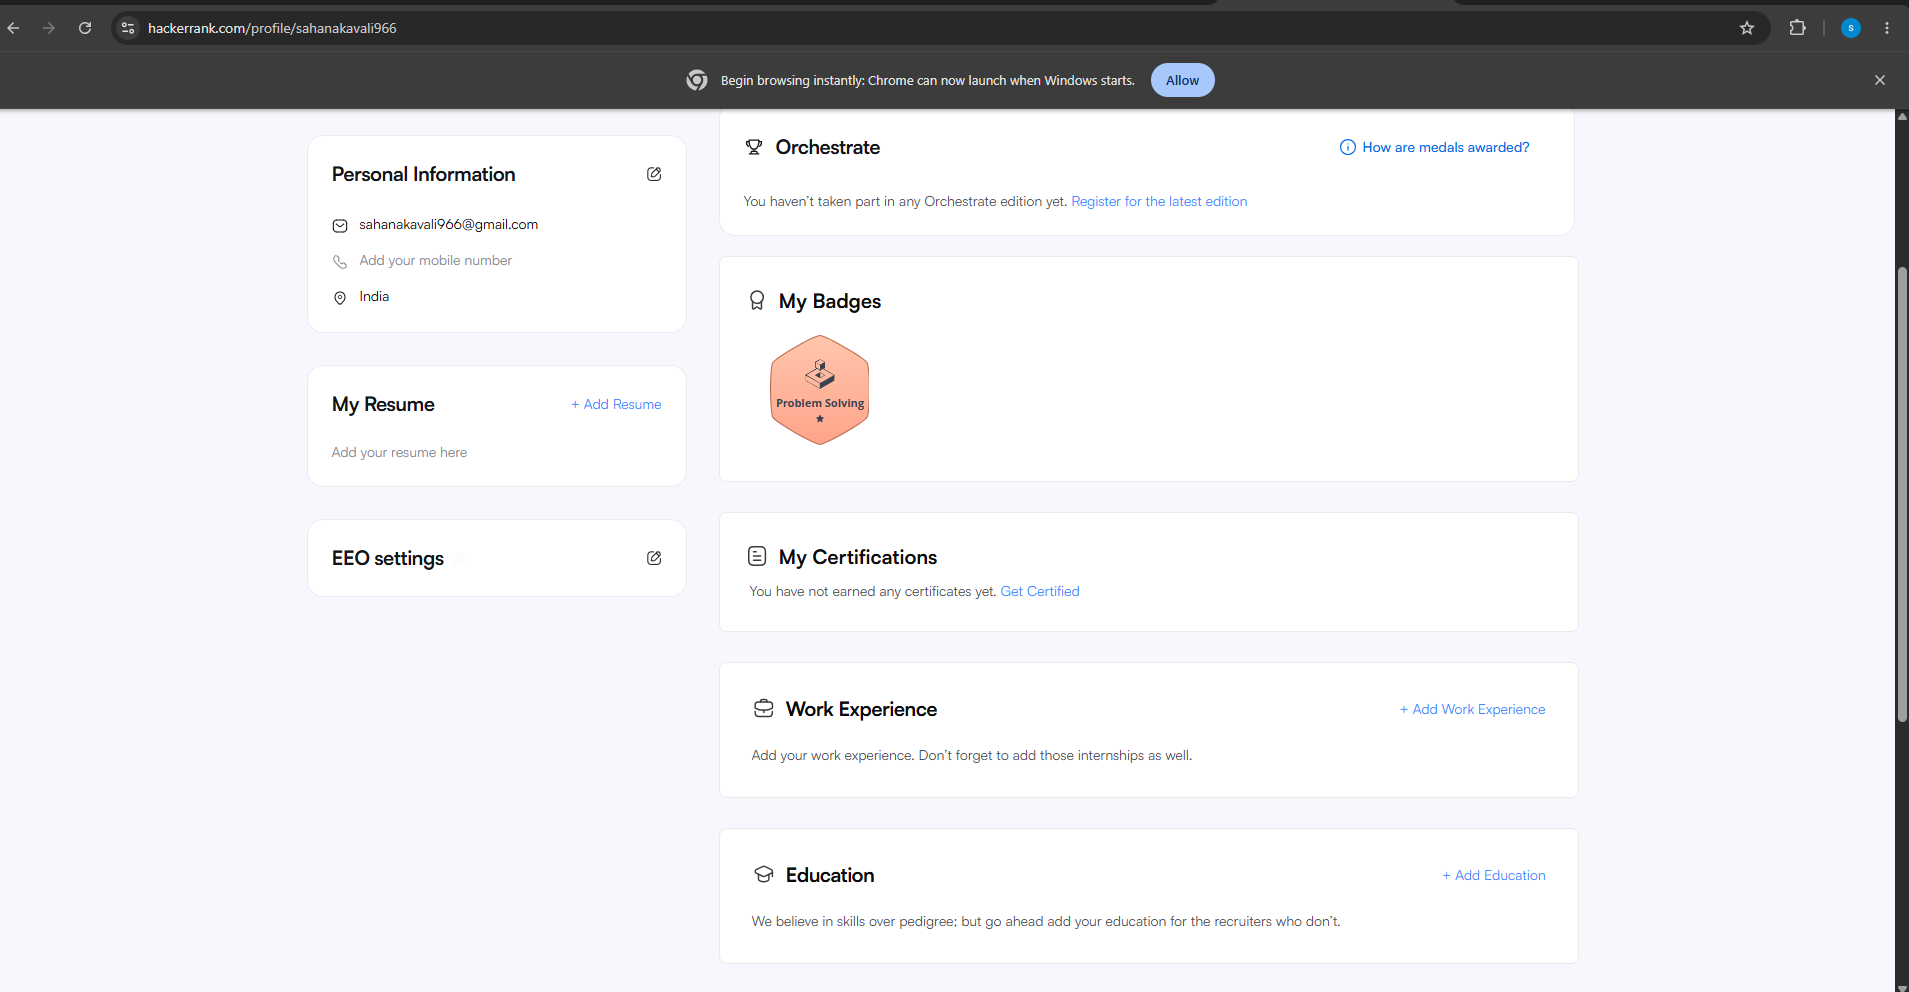 hackerrank.com/profile/sahanakavali966
S
Begin browsing instantly: Chrome can now launch when Windows starts. Allow
Personal Information
sahanakavali966@gmail.com
Add your mobile number
India
My Resume + Add Resume
Add your resume here
EEO settings
Orchestrate How are medals awarded?
You haven't taken part in any Orchestrate edition yet. Register for the latest edition
My Badges
Problem Solving
My Certifications
You have not earned any certificates yet. Get Certified
Work Experience + Add Work Experience
Add your work experience. Don't forget to add those internships as well.
Education + Add Education
We believe in skills over pedigree; but go ahead add your education for the recruiters who don't.